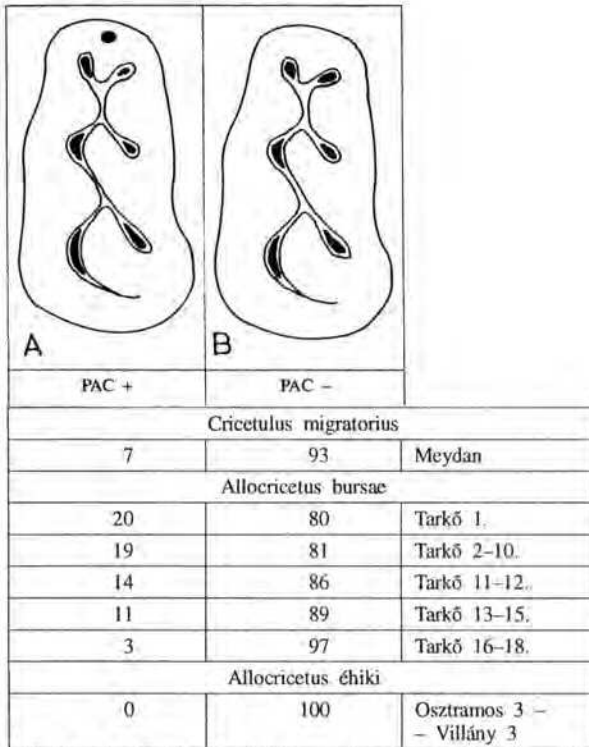 A B
PAC + PAC –
Cricetulus migratorius
7 93 Meydan
Allocricetus bursae
20 80 Tarkő 1.
19 81 Tarkő 2–10.
14 86 Tarkő 11–12.
11 89 Tarkő 13–15.
3 97 Tarkő 16–18.
Allocricetus éhiki
0 100 Osztramos 3 –
– Villány 3